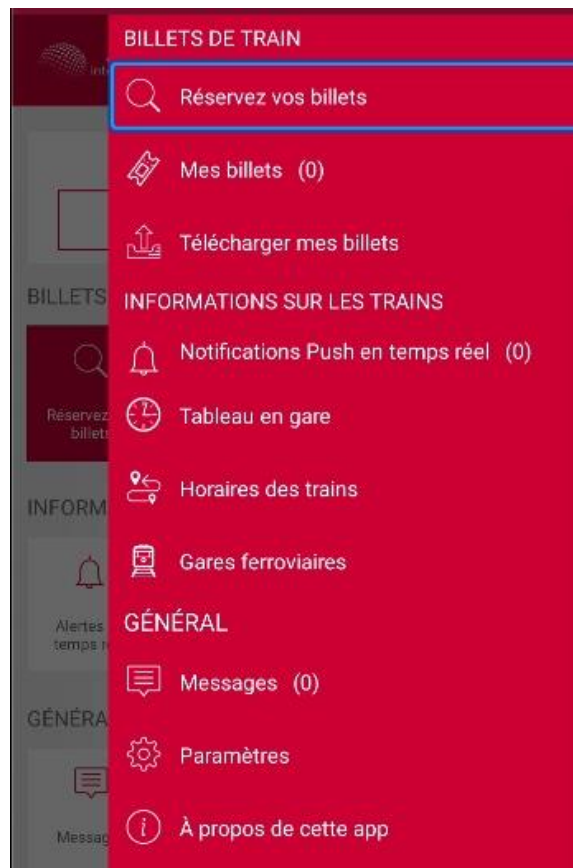 BILLETS DE TRAIN
Réservez vos billets
Mes billets (0)
Télécharger mes billets
INFORMATIONS SUR LES TRAINS
Notifications Push en temps réel (0)
Tableau en gare
Horaires des trains
Gares ferroviaires
GÉNÉRAL
Messages (0)
Paramètres
À propos de cette app
BILLETS
Réservez
billets
INFORM
Alertes
temps r
GÉNÉRA
Messag